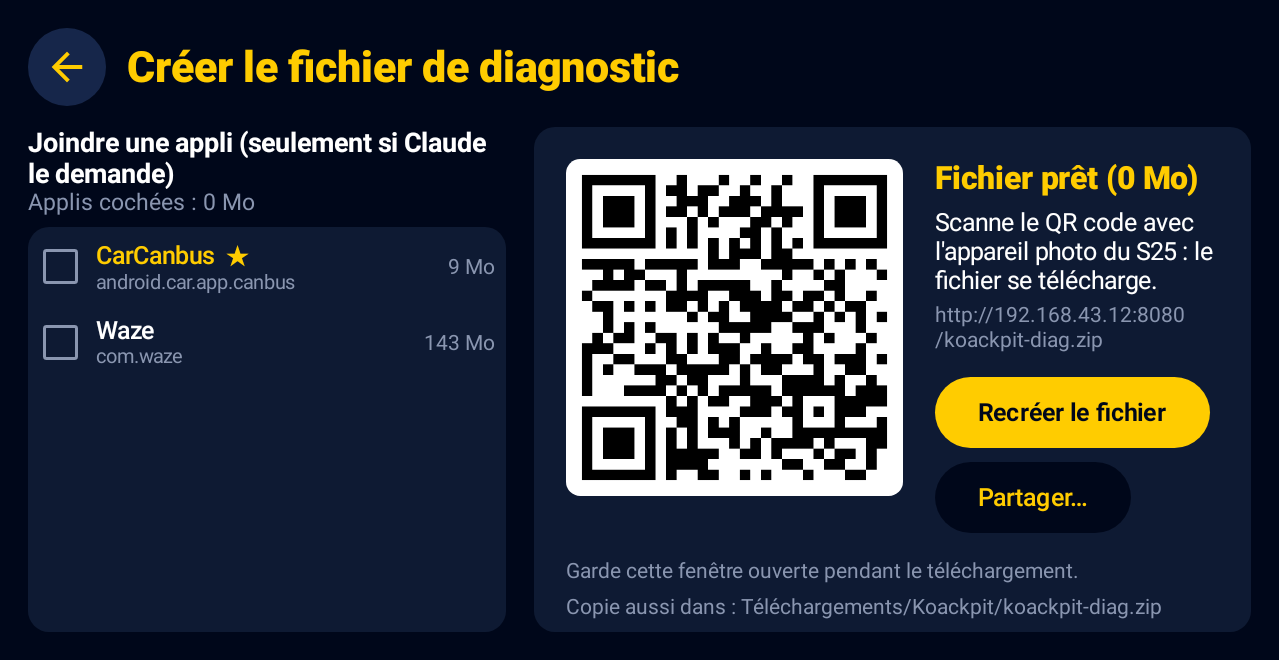 Créer le fichier de diagnostic
Joindre une appli (seulement si Claude
le demande)
Applis cochées : 0 Mo
CarCanbus ★
android.car.app.canbus
9 Mo
Waze
com.waze
143 Mo
Fichier prêt (0 Mo)
Scanne le QR code avec
l'appareil photo du S25 : le
fichier se télécharge.
http://192.168.43.12:8080
/koackpit-diag.zip
Recréer le fichier
Partager…
Garde cette fenêtre ouverte pendant le téléchargement.
Copie aussi dans : Téléchargements/Koackpit/koackpit-diag.zip